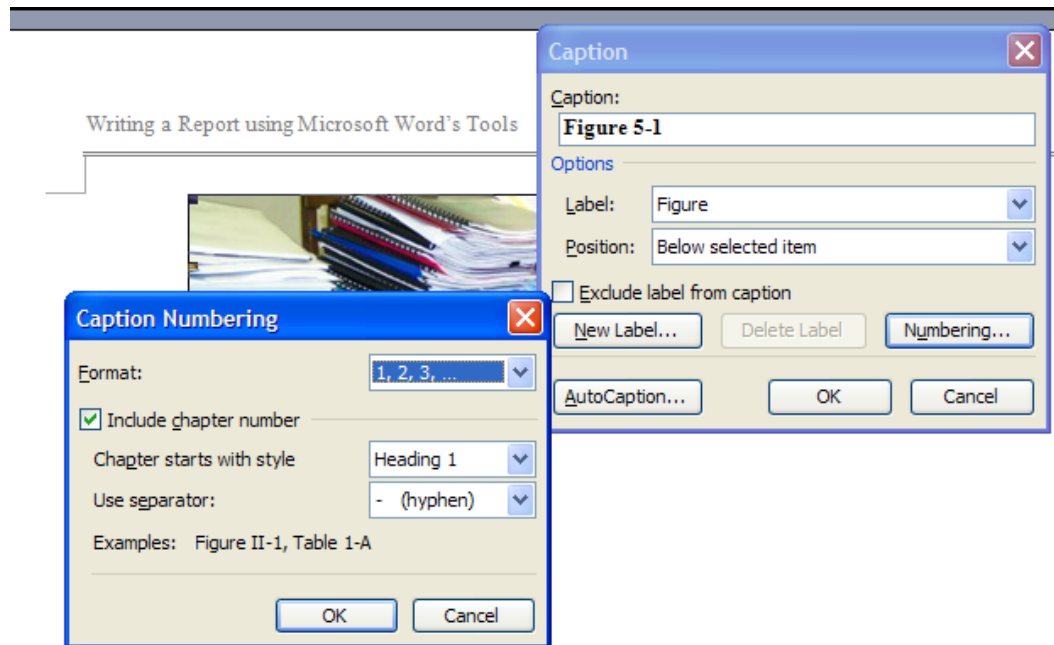 Writing a Report using Microsoft Word's Tools
Caption
Caption:
Figure 5-1
Options
Label: Figure
Position: Below selected item
Exclude label from caption
New Label... Delete Label Numbering...
AutoCaption... OK Cancel
Caption Numbering
Format: 1, 2, 3, ...
Include chapter number
Chapter starts with style Heading 1
Use separator: - (hyphen)
Examples: Figure II-1, Table 1-A
OK Cancel